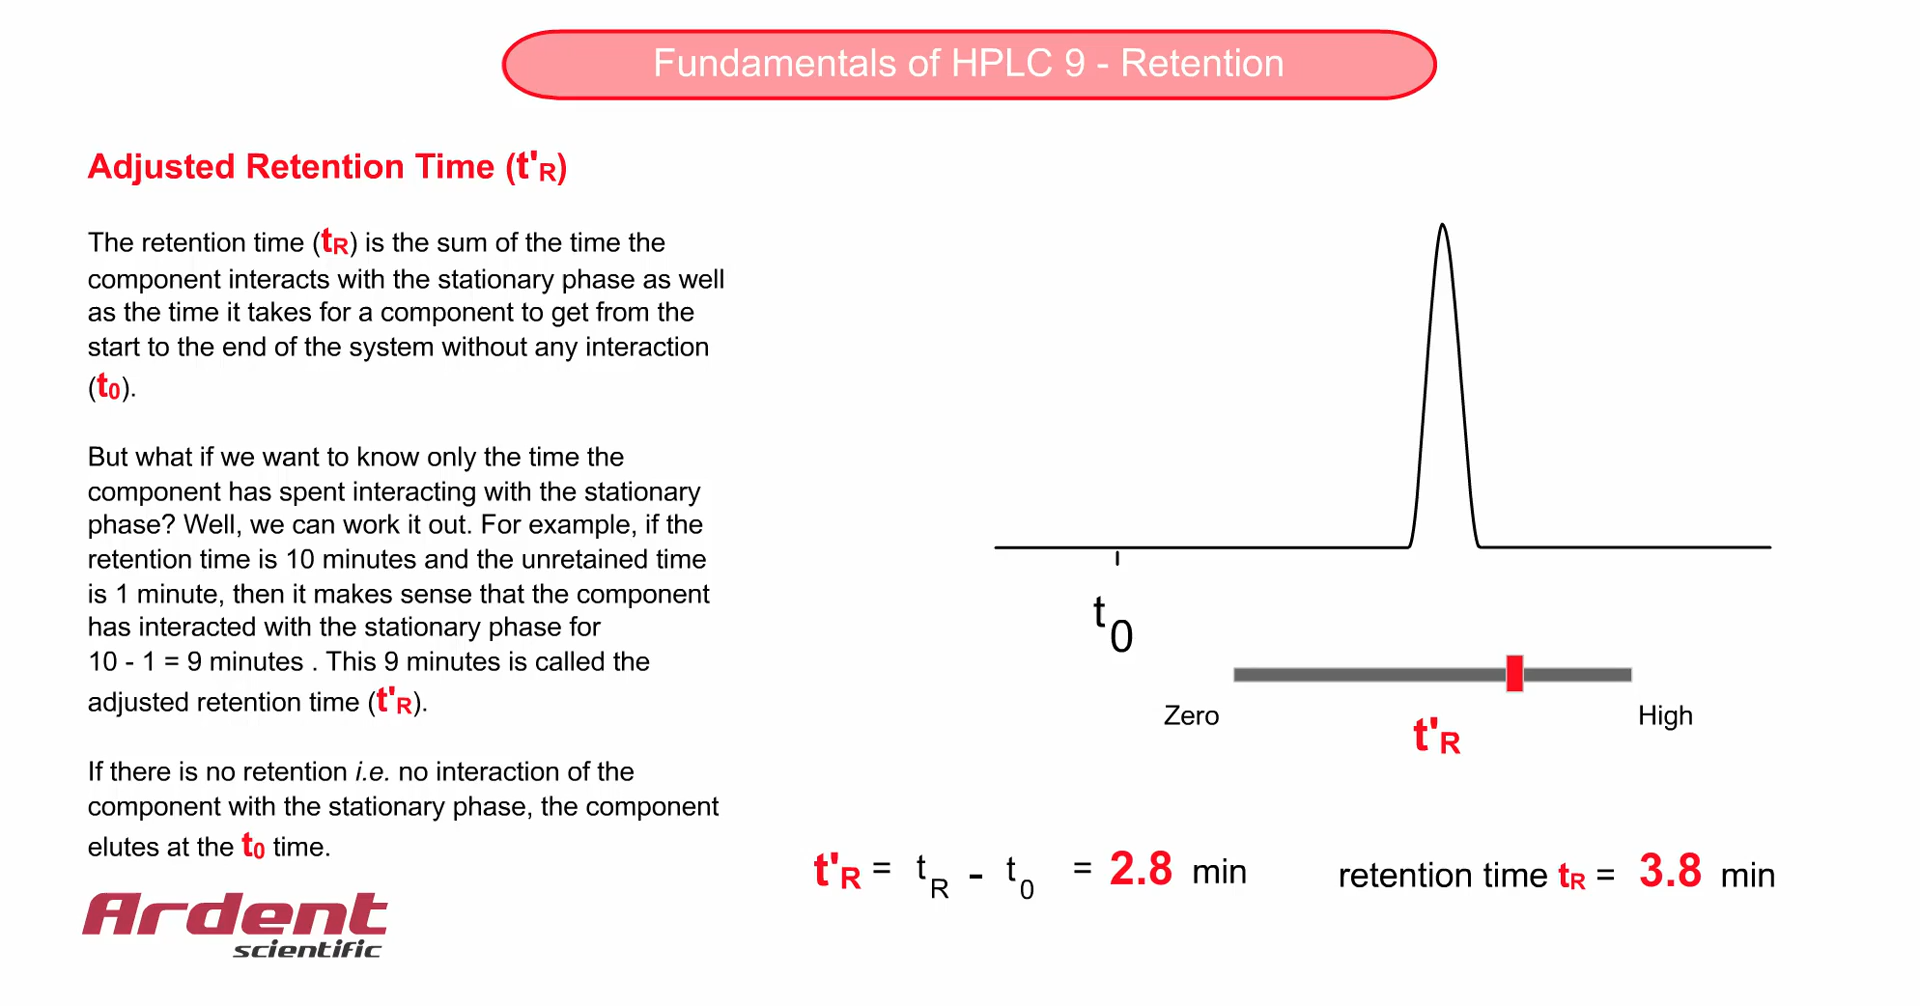 Fundamentals of HPLC 9 - Retention
Adjusted Retention Time (t'R)
The retention time (tR) is the sum of the time the
component interacts with the stationary phase as well
as the time it takes for a component to get from the
start to the end of the system without any interaction
(t0).
But what if we want to know only the time the
component has spent interacting with the stationary
phase? Well, we can work it out. For example, if the
retention time is 10 minutes and the unretained time
is 1 minute, then it makes sense that the component
has interacted with the stationary phase for
10 - 1 = 9 minutes . This 9 minutes is called the
adjusted retention time (t'R).
If there is no retention i.e. no interaction of the
component with the stationary phase, the component
elutes at the t0 time.
Ardent
scientific
t0
Zero
High
t'R
t'R = tR - t0 = 2.8 min
retention time tR = 3.8 min